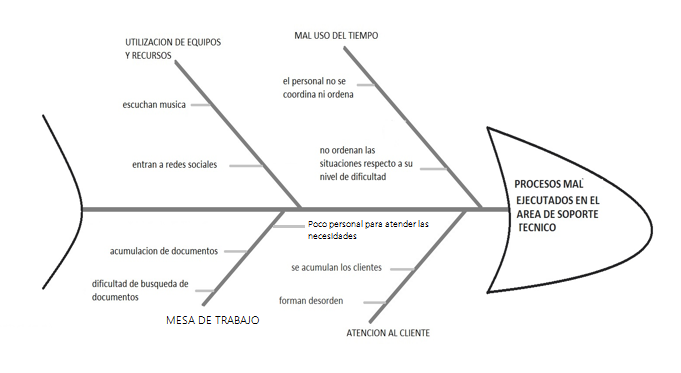 UTILIZACION DE EQUIPOS
Y RECURSOS
escuchan musica
entran a redes sociales
MAL USO DEL TIEMPO
el personal no se
coordina ni ordena
no ordenan las
situaciones respecto a su
nivel de dificultad
PROCESOS MAL
EJECUTADOS EN EL
AREA DE SOPORTE
TECNICO
Poco personal para atender las
necesidades
acumulacion de documentos
dificultad de busqueda de
documentos
MESA DE TRABAJO
se acumulan los clientes
forman desorden
ATENCION AL CLIENTE